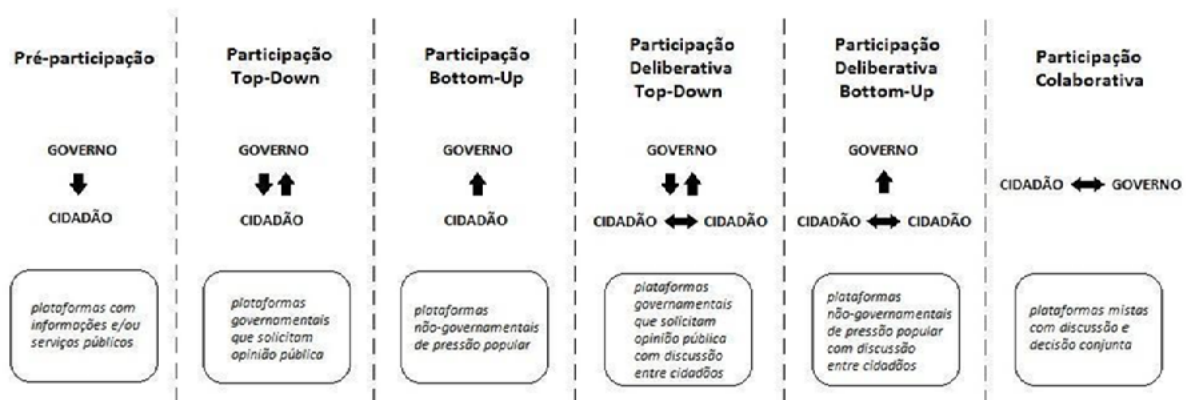 Pré-participação
GOVERNO
CIDADÃO
plataformas com
informações e/ou
serviços públicos
Participação
Top-Down
GOVERNO
CIDADÃO
plataformas
governamentais
que solicitam
opinião pública
Participação
Bottom-Up
GOVERNO
CIDADÃO
plataformas
não-governamentais
de pressão popular
Participação
Deliberativa
Top-Down
GOVERNO
CIDADÃO CIDADÃO
plataformas
governamentais
que solicitam
opinião pública
com discussão
entre cidadãos
Participação
Deliberativa
Bottom-Up
GOVERNO
CIDADÃO CIDADÃO
plataformas
não-governamentais
de pressão popular
com discussão
entre cidadãos
Participação
Colaborativa
CIDADÃO GOVERNO
plataformas mistas
com discussão e
decisão conjunta